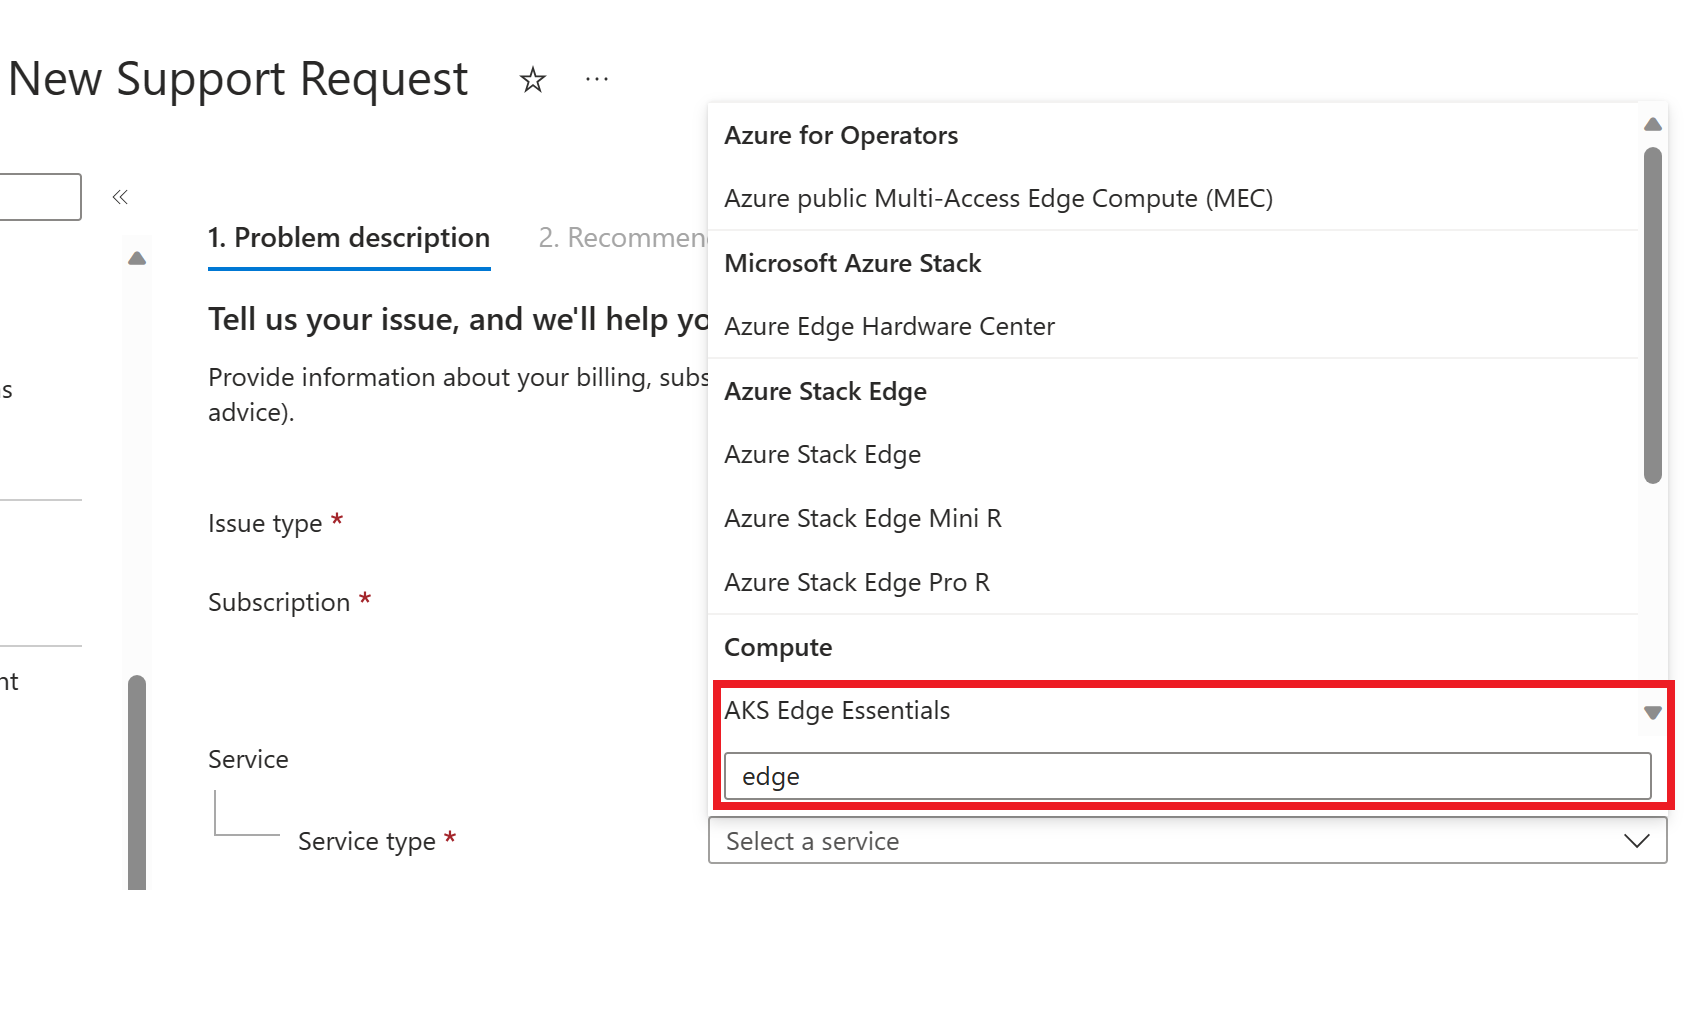 New Support Request
1. Problem description
2. Recommen
Tell us your issue, and we'll help yo
Provide information about your billing, subs
advice).
Issue type *
Subscription *
Service
Service type *
Azure for Operators
Azure public Multi-Access Edge Compute (MEC)
Microsoft Azure Stack
Azure Edge Hardware Center
Azure Stack Edge
Azure Stack Edge
Azure Stack Edge Mini R
Azure Stack Edge Pro R
Compute
AKS Edge Essentials
edge
Select a service